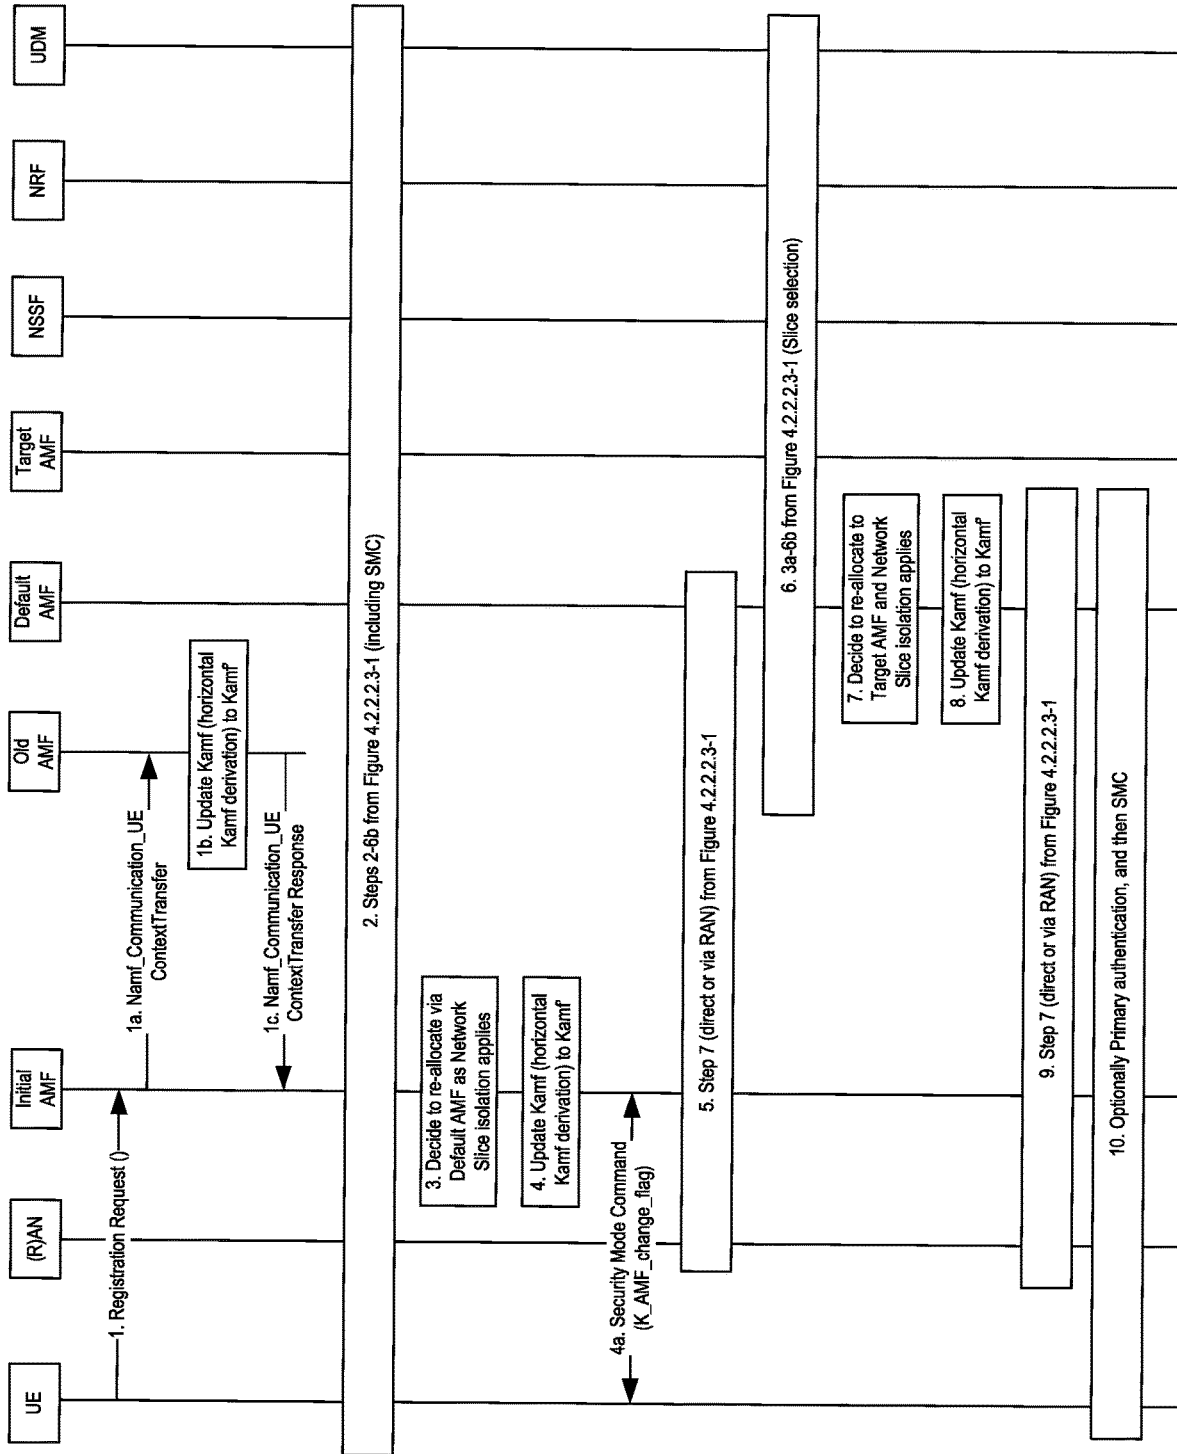 UE
(R)AN
Initial
AMF
Old
AMF
Default
AMF
Target
AMF
NSSF
NRF
UDM
1. Registration Request ()
1a. Namf_Communication_UE
ContextTransfer
1b. Update Kamf (horizontal
Kamf derivation) to Kamf'
1c. Namf_Communication_UE
ContextTransfer Response
2. Steps 2-6b from Figure 4.2.2.2.3-1 (including SMC)
3. Decide to re-allocate via
Default AMF as Network
Slice isolation applies
4. Update Kamf (horizontal
Kamf derivation) to Kamf'
4a. Security Mode Command
(K_AMF_change_flag)
5. Step 7 (direct or via RAN) from Figure 4.2.2.2.3-1
6. 3a-6b from Figure 4.2.2.2.3-1 (Slice selection)
7. Decide to re-allocate to
Target AMF and Network
Slice isolation applies
8. Update Kamf (horizontal
Kamf derivation) to Kamf'
9. Step 7 (direct or via RAN) from Figure 4.2.2.2.3-1
10. Optionally Primary authentication, and then SMC